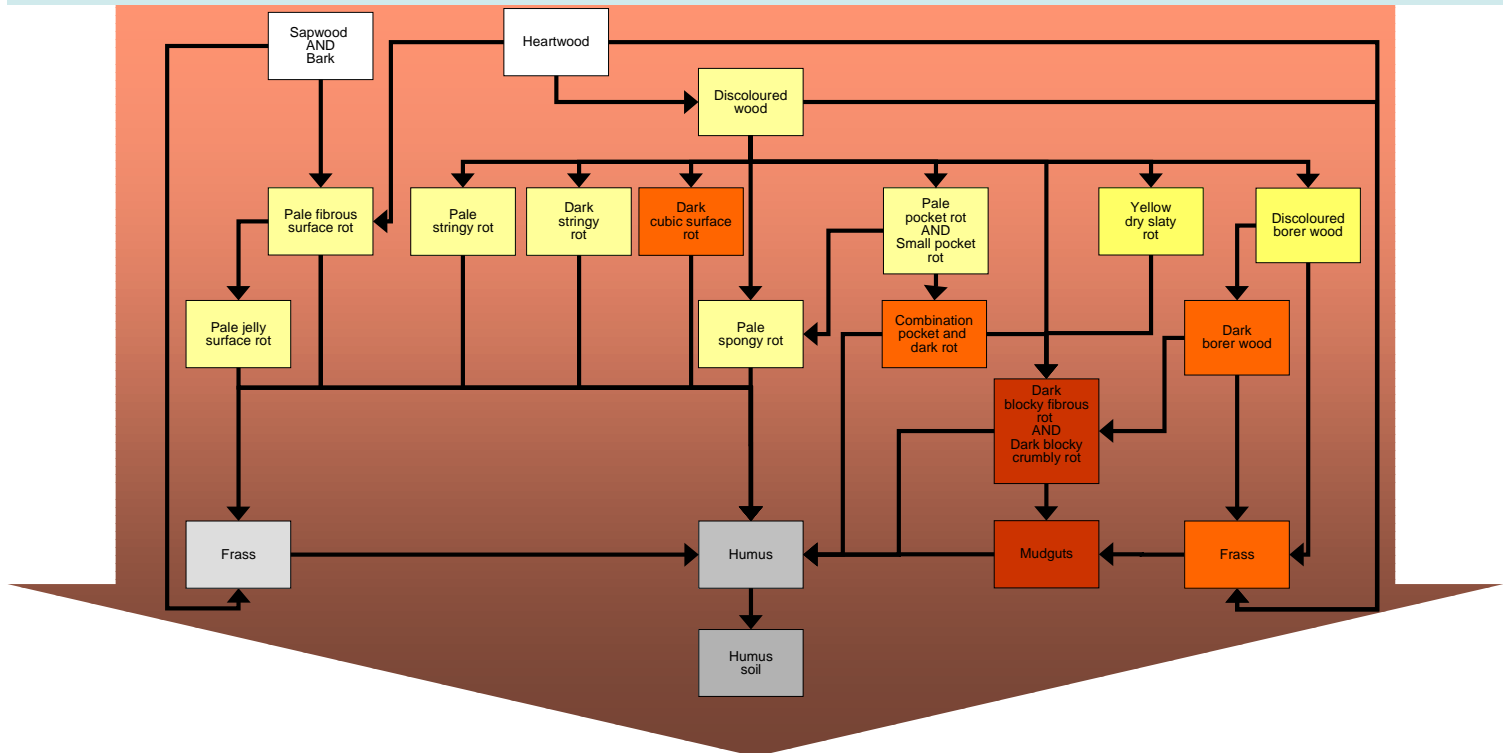 Sapwood
AND
Bark
Heartwood
Discoloured
wood
Pale fibrous
surface rot
Pale
stringy rot
Dark
stringy
rot
Dark
cubic surface
rot
Pale
pocket rot
AND
Small pocket
rot
Yellow
dry slaty
rot
Discoloured
borer wood
Pale jelly
surface rot
Pale
spongy rot
Combination
pocket and
dark rot
Dark
borer wood
Dark
blocky fibrous
rot
AND
Dark blocky
crumbly rot
Frass
Humus
Mudguts
Frass
Humus
soil